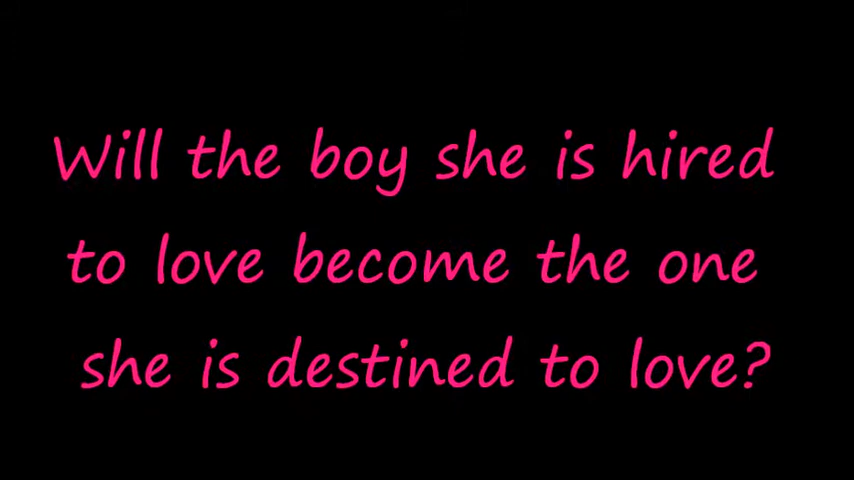 Will the boy she is hired
to love become the one
she is destined to love?